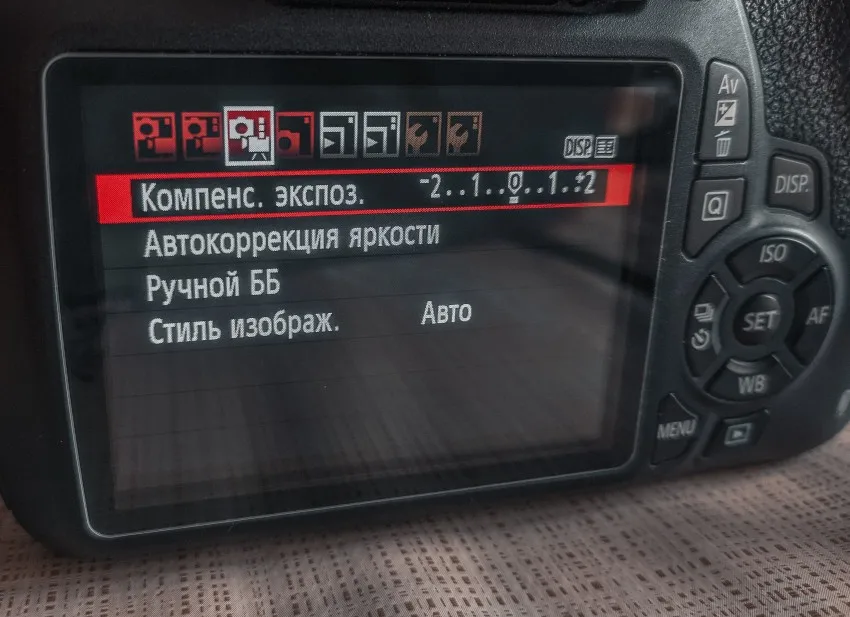 DISP
Компенс. экспоз. -2..1..0..1..+2
Автокоррекция яркости
Ручной ББ
Стиль изображ. Авто
Av
Q
DISP.
ISO
SET
AF
WB
MENU